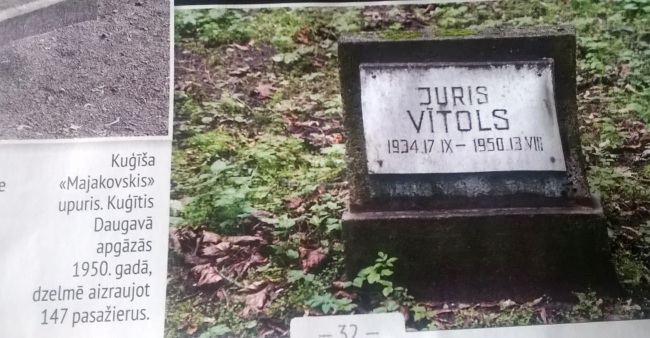 Kuģīša
«Majakovskis»
upuris. Kuģītis
Daugavā
apgāzās
1950. gadā,
dzelmē aizraujot
147 pasažierus.
JURIS
VĪTOLS
1934.17.IX – 1950.13.VIII
— 32 —